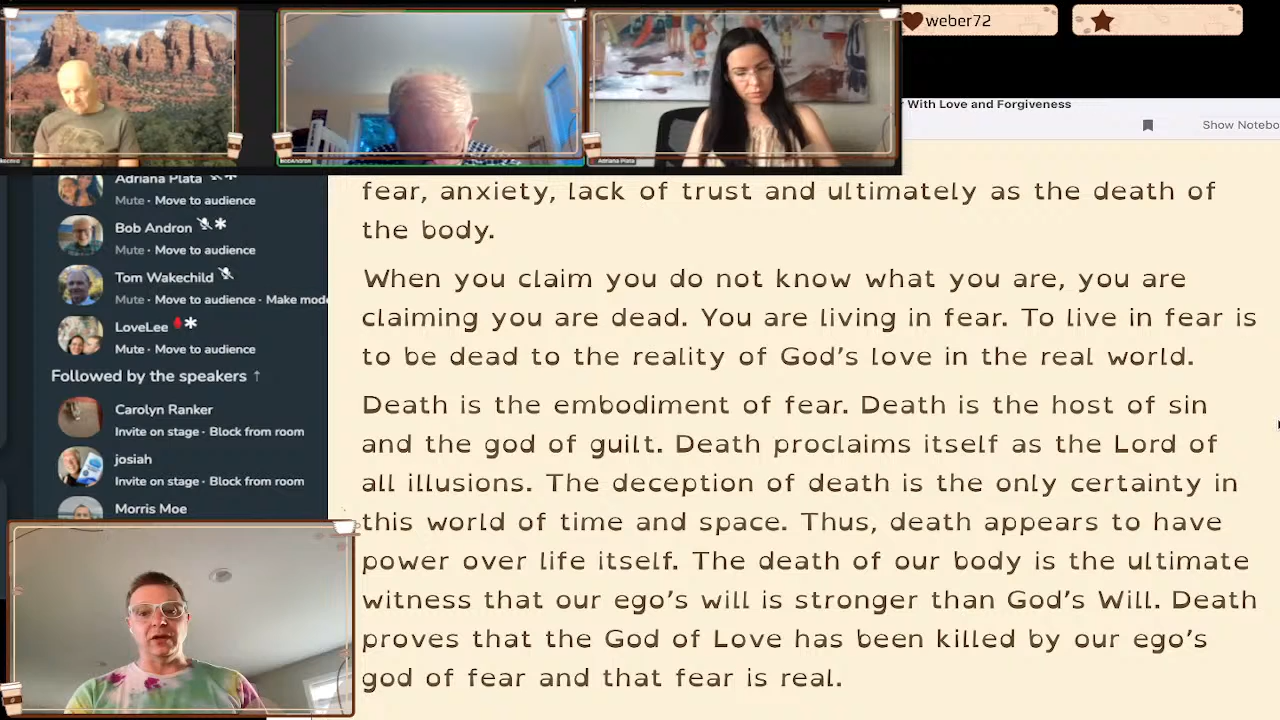 weber72
With Love and Forgiveness
Show Notebo
BobAndron
Adriana Plata
Adriana Plata
Mute · Move to audience
Bob Andron
Mute · Move to audience
Tom Wakechild
Mute · Move to audience · Make mode
LoveLee
Mute · Move to audience
Followed by the speakers ↑
Carolyn Ranker
Invite on stage · Block from room
josiah
Invite on stage · Block from room
Morris Moe
fear, anxiety, lack of trust and ultimately as the death of
the body.
When you claim you do not know what you are, you are
claiming you are dead. You are living in fear. To live in fear is
to be dead to the reality of God's love in the real world.
Death is the embodiment of fear. Death is the host of sin
and the god of guilt. Death proclaims itself as the Lord of
all illusions. The deception of death is the only certainty in
this world of time and space. Thus, death appears to have
power over life itself. The death of our body is the ultimate
witness that our ego's will is stronger than God's Will. Death
proves that the God of Love has been killed by our ego's
god of fear and that fear is real.